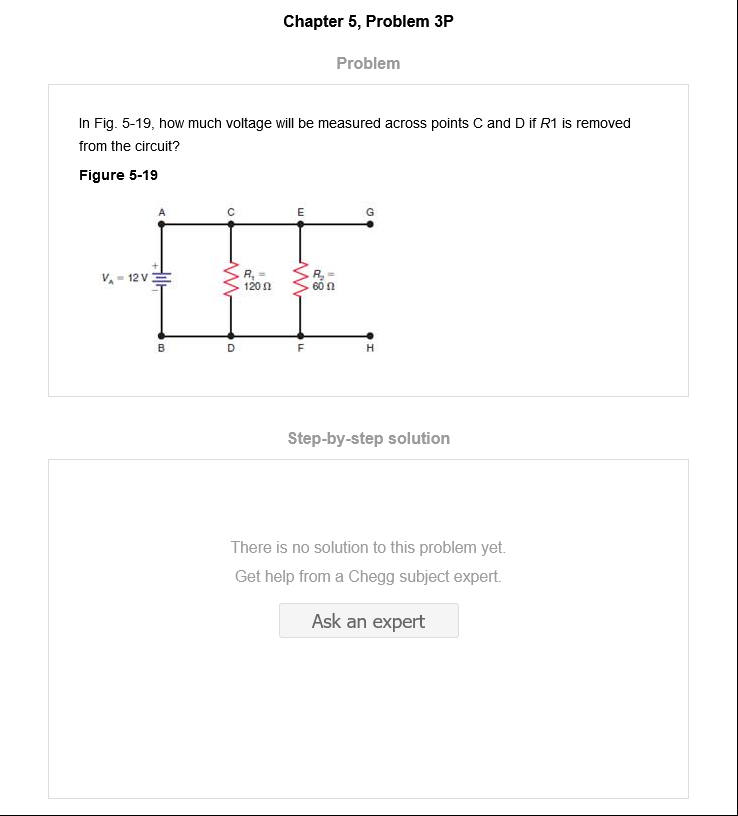 Chapter 5, Problem 3P
Problem
In Fig. 5-19, how much voltage will be measured across points C and D if R1 is removed
from the circuit?
Figure 5-19
A C E G
+
V_A = 12 V
R₁ =
120 Ω
R₂ =
60 Ω
−
B D F H
Step-by-step solution
There is no solution to this problem yet.
Get help from a Chegg subject expert.
Ask an expert